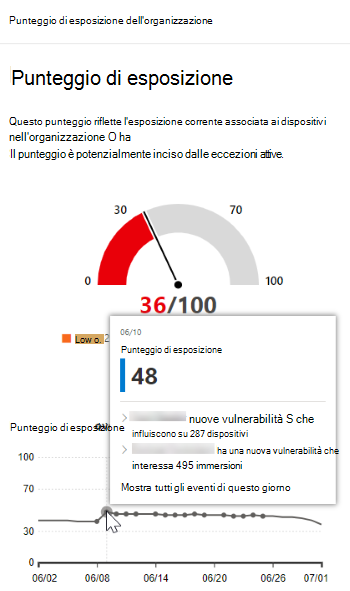 Punteggio di esposizione dell'organizzazione
Punteggio di esposizione
Questo punteggio riflette l'esposizione corrente associata ai dispositivi
nell'organizzazione O ha
Il punteggio è potenzialmente inciso dalle eccezioni attive.
30
70
0
100
36/100
Low o.
06/10
Punteggio di esposizione
48
nuove vulnerabilità S che
influiscono su 287 dispositivi
ha una nuova vulnerabilità che
interessa 495 immersioni
Mostra tutti gli eventi di questo giorno
Punteggio di esposizione
100
70
30
0
06/02
06/08
06/14
06/20
06/26
07/01